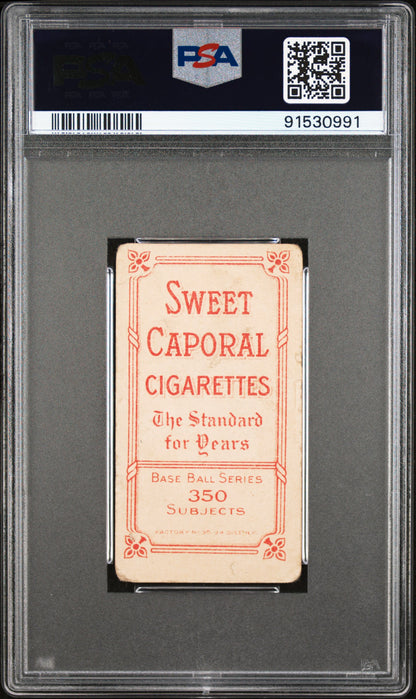 PSA
91530991
SWEET
CAPORAL
CIGARETTES
The Standard
for Years
BASE BALL SERIES
350
SUBJECTS